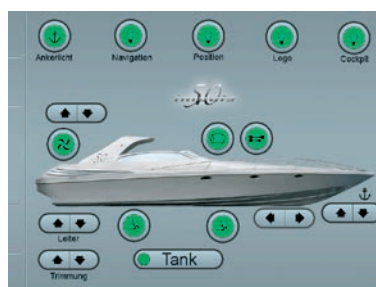 Ankerlicht
Navigation
Position
Logo
Cockpit
Leiter
Trimmung
Tank